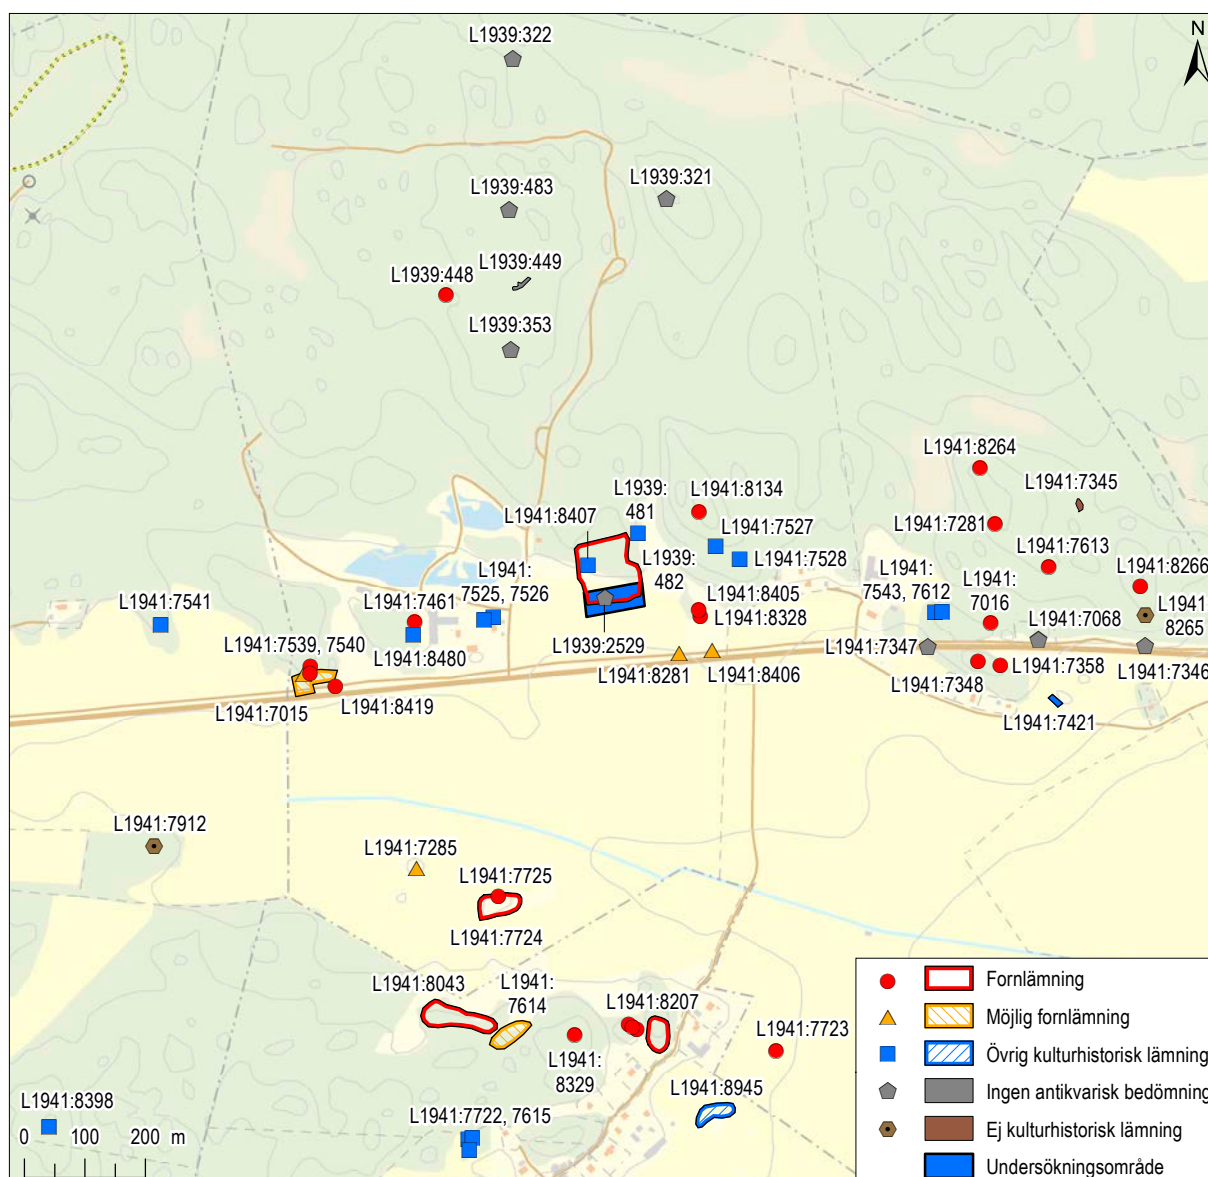 L1939:322
N
L1939:483
L1939:321
L1939:449
L1939:448
L1939:353
L1941:8264
L1939:
481
L1941:8134
L1941:7345
L1941:8407
L1941:7281
L1941:7527
L1939:
482
L1941:7528
L1941:7613
L1941:
7525, 7526
L1941:
7543, 7612
L1941:
7016
L1941:8266
L1941:7541
L1941:7461
L1941:8405
L1941:8328
L1941:
8265
L1941:7068
L1941:7539, 7540
L1941:8480
L1939:2529
L1941:7347
L1941:7358
L1941:7346
L1941:8281
L1941:8406
L1941:7348
L1941:7015
L1941:8419
L1941:7421
L1941:7912
L1941:7285
L1941:7725
L1941:7724
L1941:8043
L1941:
7614
L1941:8207
L1941:7723
L1941:
8329
L1941:8945
L1941:8398
L1941:7722, 7615
0 100 200 m
Fornlämning
Möjlig fornlämning
Övrig kulturhistorisk lämning
Ingen antikvarisk bedömning
Ej kulturhistorisk lämning
Undersökningsområde